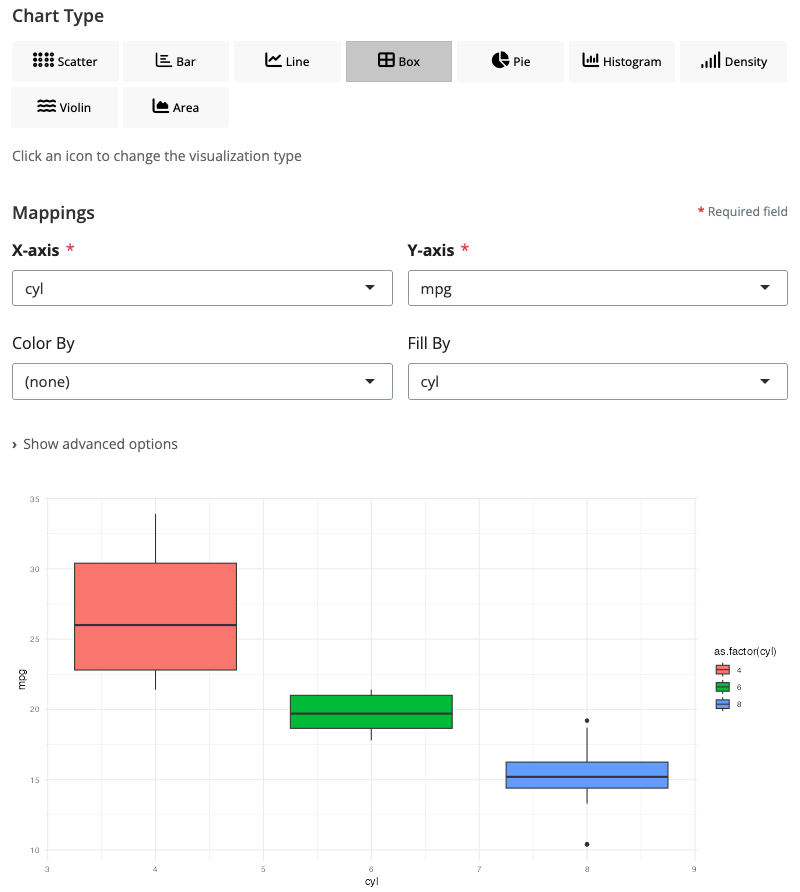 Chart Type
Scatter Bar Line Box Pie Histogram Density
Violin Area
Click an icon to change the visualization type
Mappings * Required field
X-axis * Y-axis *
cyl mpg
Color By Fill By
(none) cyl
› Show advanced options
35
30
25
20
15
10
mpg
3 4 5 6 7 8 9
cyl
as.factor(cyl)
4
6
8